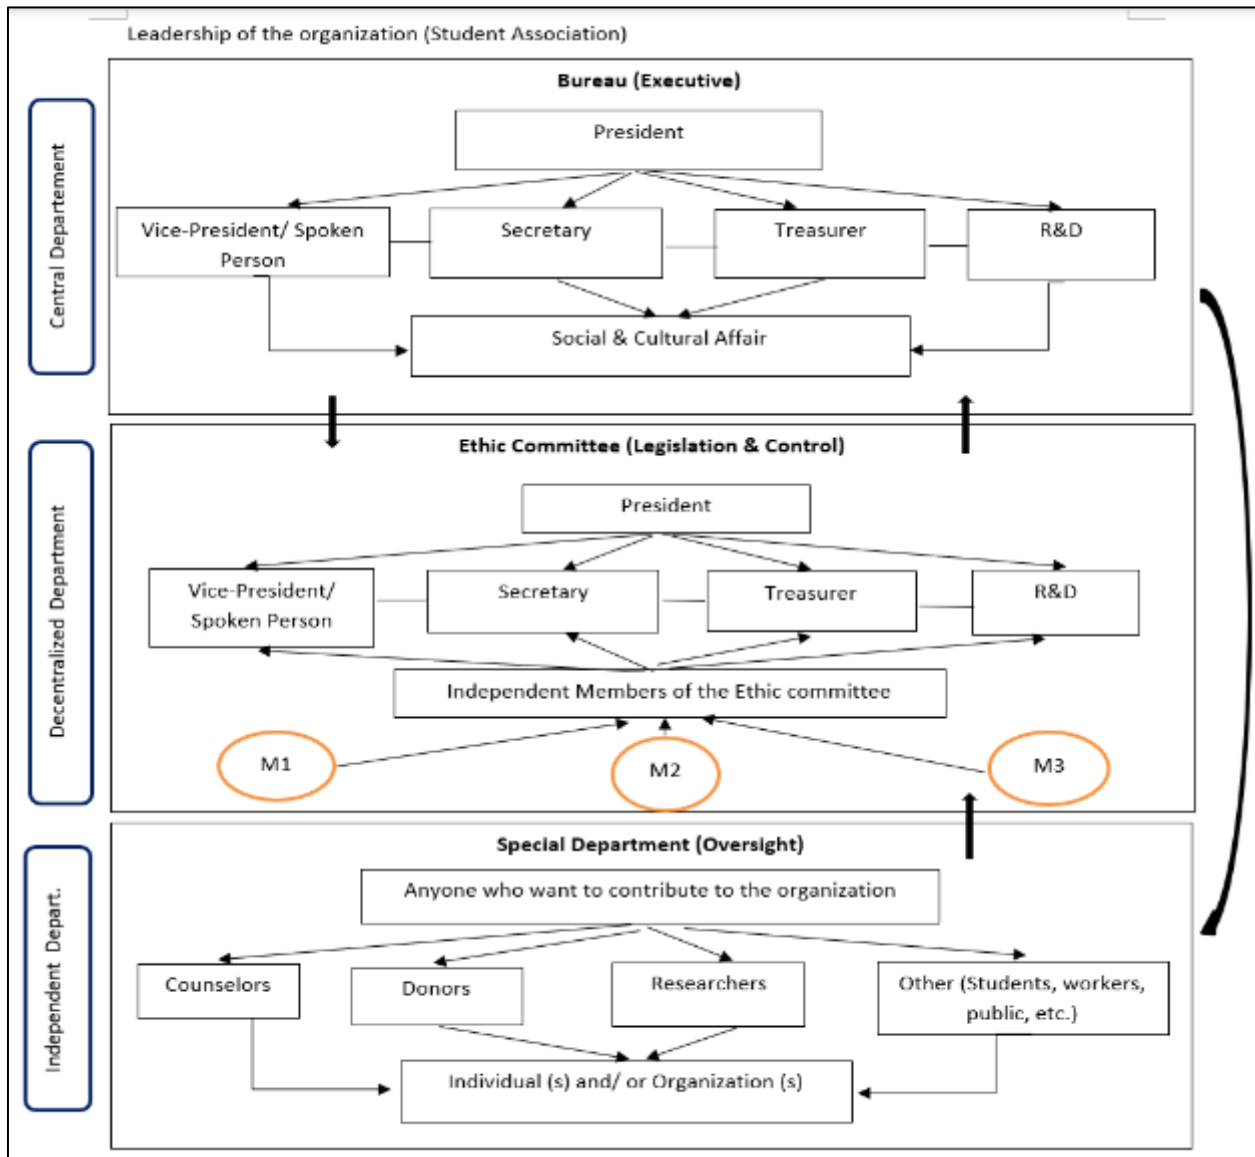 Leadership of the organization (Student Association)
Central Departement
Bureau (Executive)
President
Vice-President/ Spoken
Person
Secretary
Treasurer
R&D
Social & Cultural Affair
Decentralized Department
Ethic Committee (Legislation & Control)
President
Vice-President/
Spoken Person
Secretary
Treasurer
R&D
Independent Members of the Ethic committee
M1
M2
M3
Independent Depart.
Special Department (Oversight)
Anyone who want to contribute to the organization
Counselors
Donors
Researchers
Other (Students, workers,
public, etc.)
Individual (s) and/ or Organization (s)